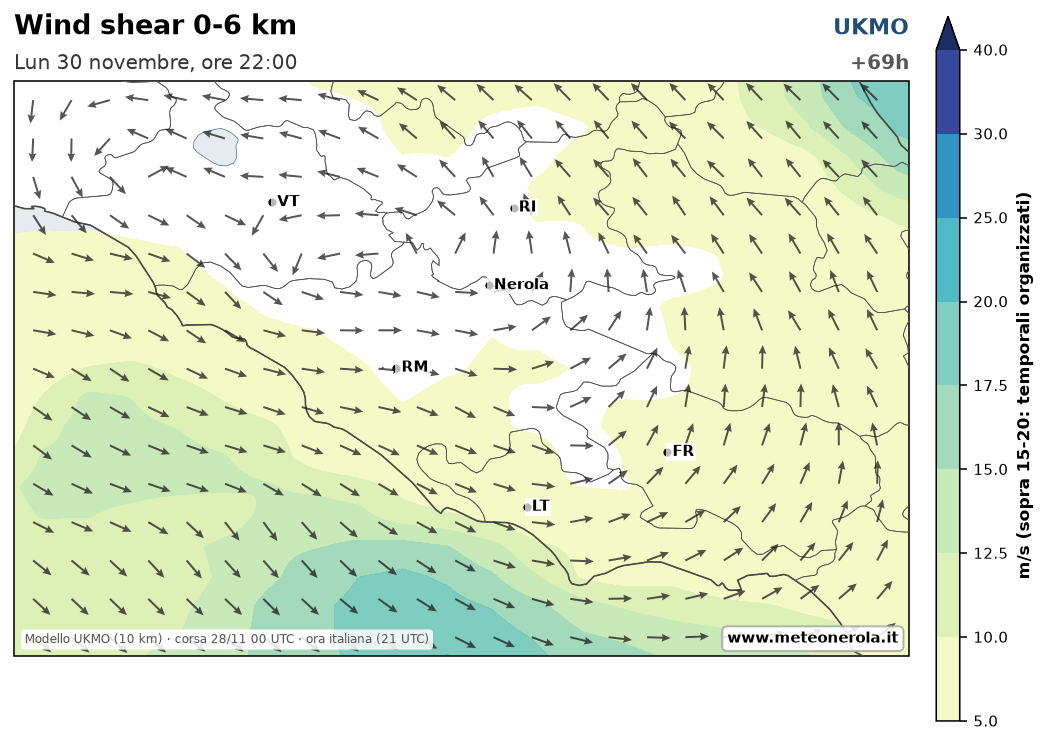 Wind shear 0-6 km
UKMO
Lun 30 novembre, ore 22:00
+69h
VT
RI
Nerola
RM
FR
LT
Modello UKMO (10 km) · corsa 28/11 00 UTC · ora italiana (21 UTC)
www.meteonerola.it
40.0
30.0
25.0
20.0
17.5
15.0
12.5
10.0
5.0
m/s (sopra 15-20: temporali organizzati)